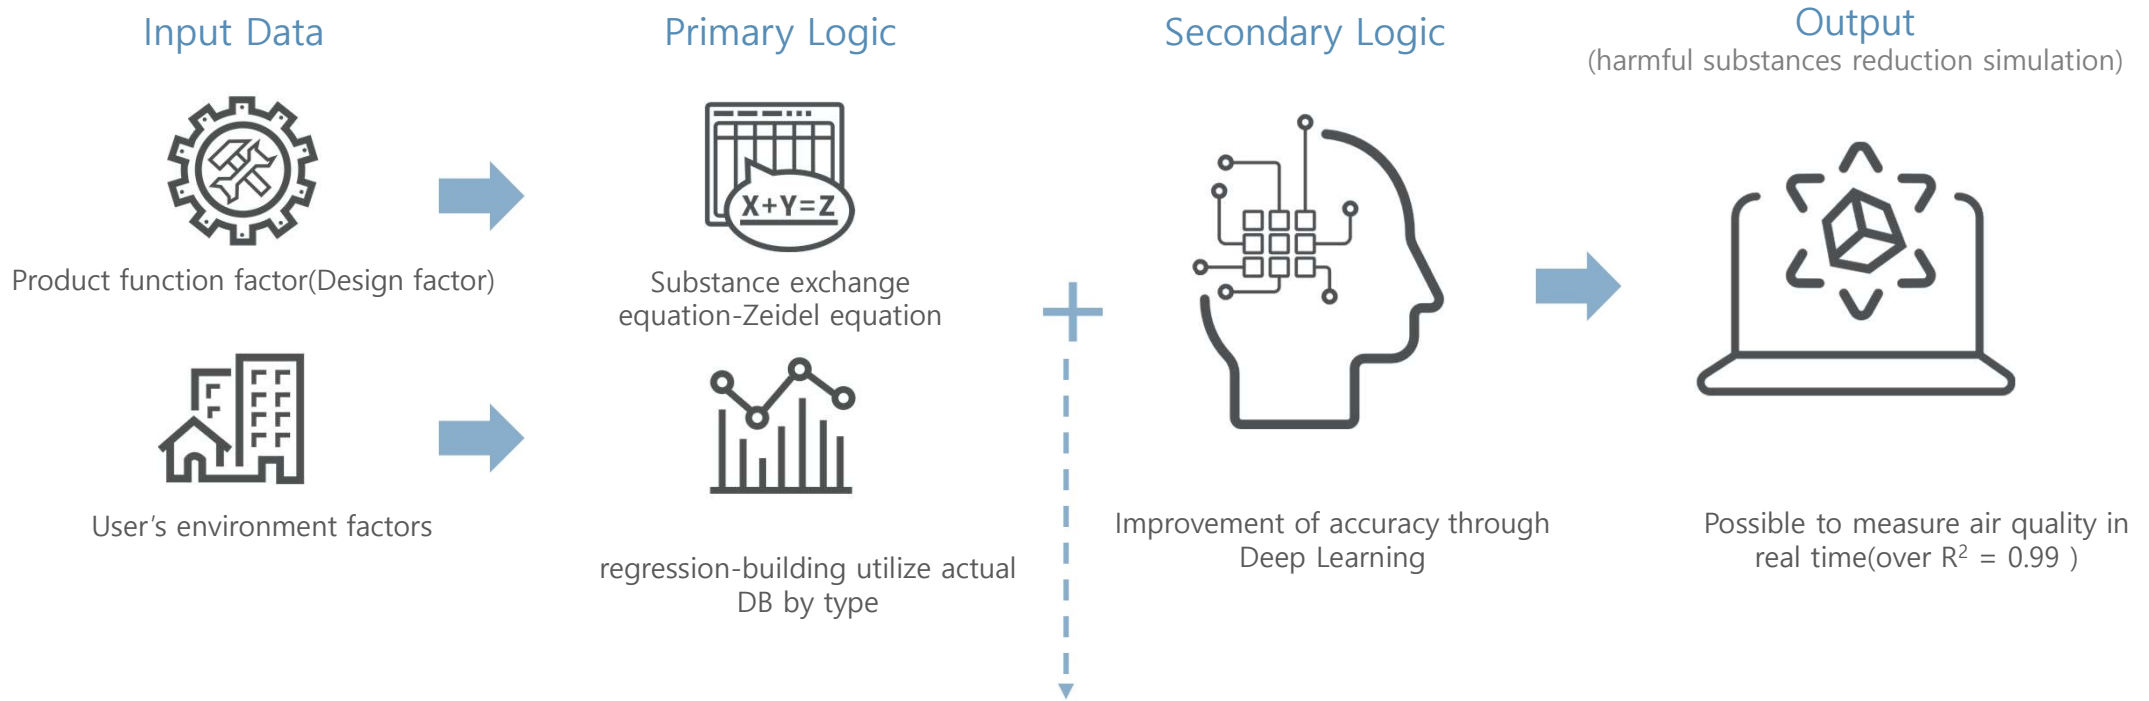 Input Data
Primary Logic
Secondary Logic
Output
(harmful substances reduction simulation)
X+Y=Z
Product function factor(Design factor)
Substance exchange
equation-Zeidel equation
User’s environment factors
regression-building utilize actual
DB by type
Improvement of accuracy through
Deep Learning
Possible to measure air quality in
real time(over R² = 0.99 )